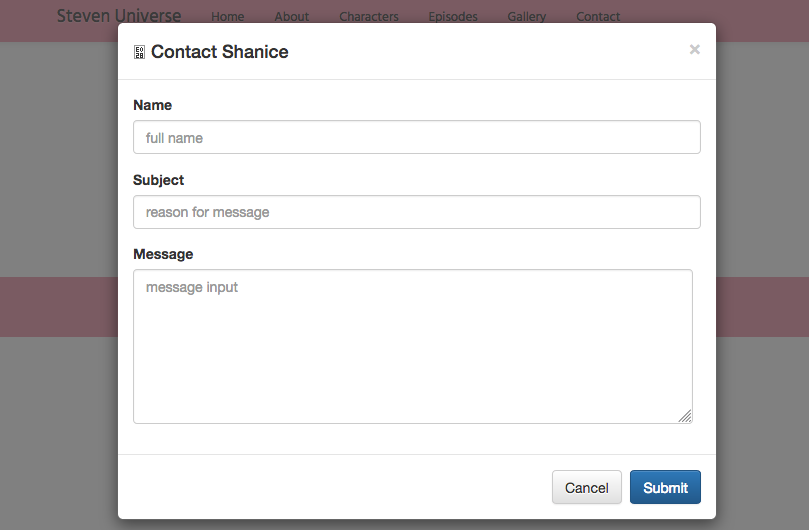 Steven Universe Home About Characters Episodes Gallery Contact
Contact Shanice ×
Name
full name
Subject
reason for message
Message
message input
Cancel Submit